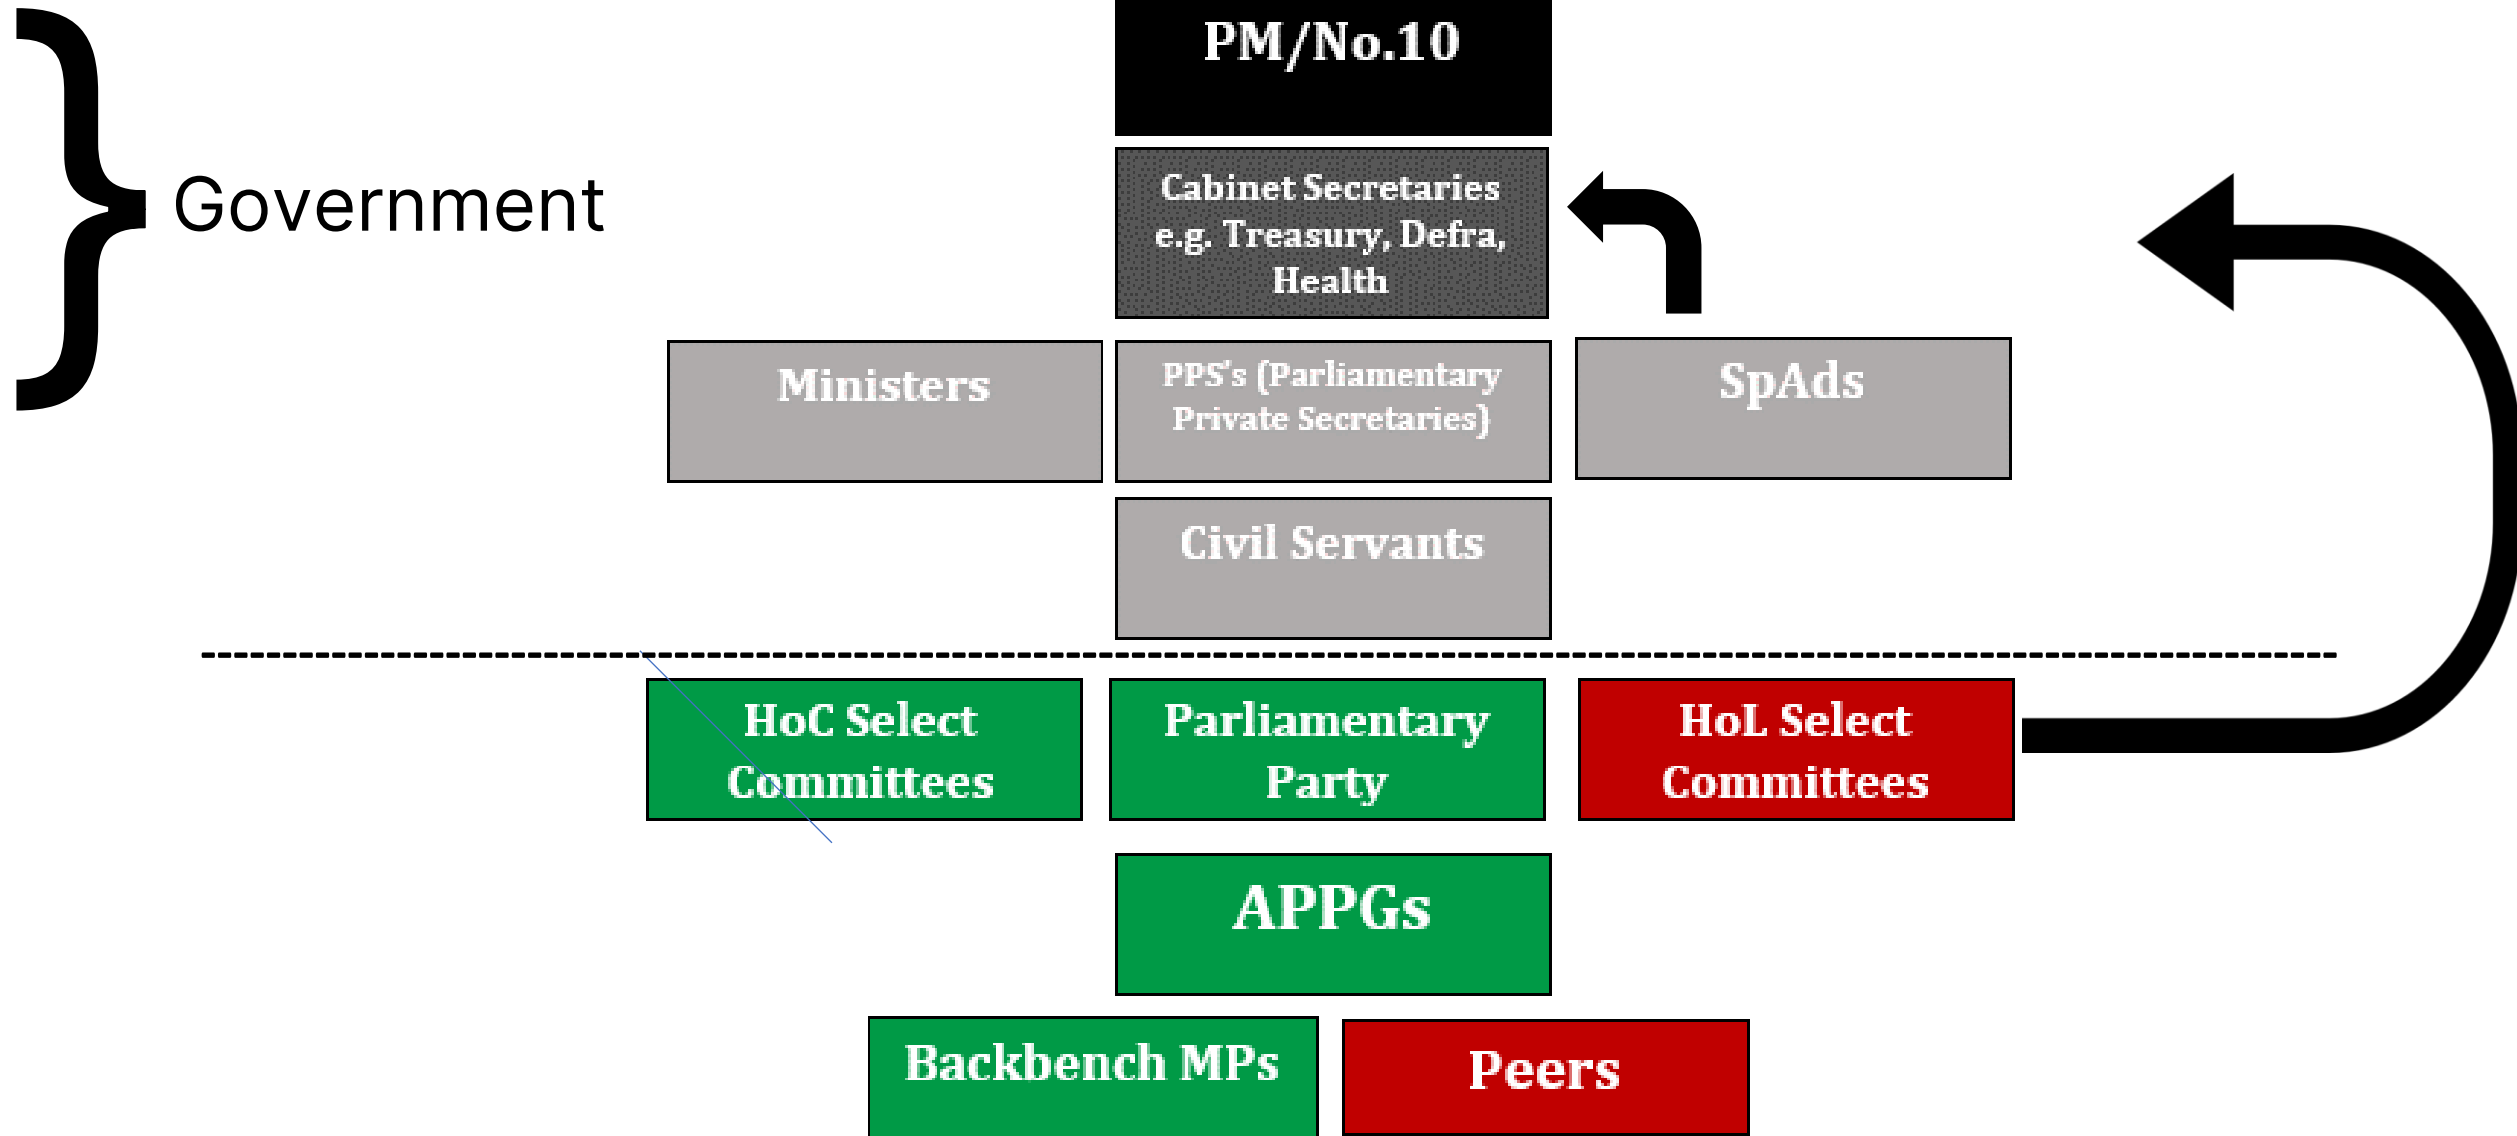 PM/No.10
Government
Cabinet Secretaries
e.g. Treasury, Defra,
Health
Ministers
PPS's (Parliamentary
Private Secretaries)
SpAds
Civil Servants
HoC Select
Committees
Parliamentary
Party
HoL Select
Committees
APPGs
Backbench MPs
Peers